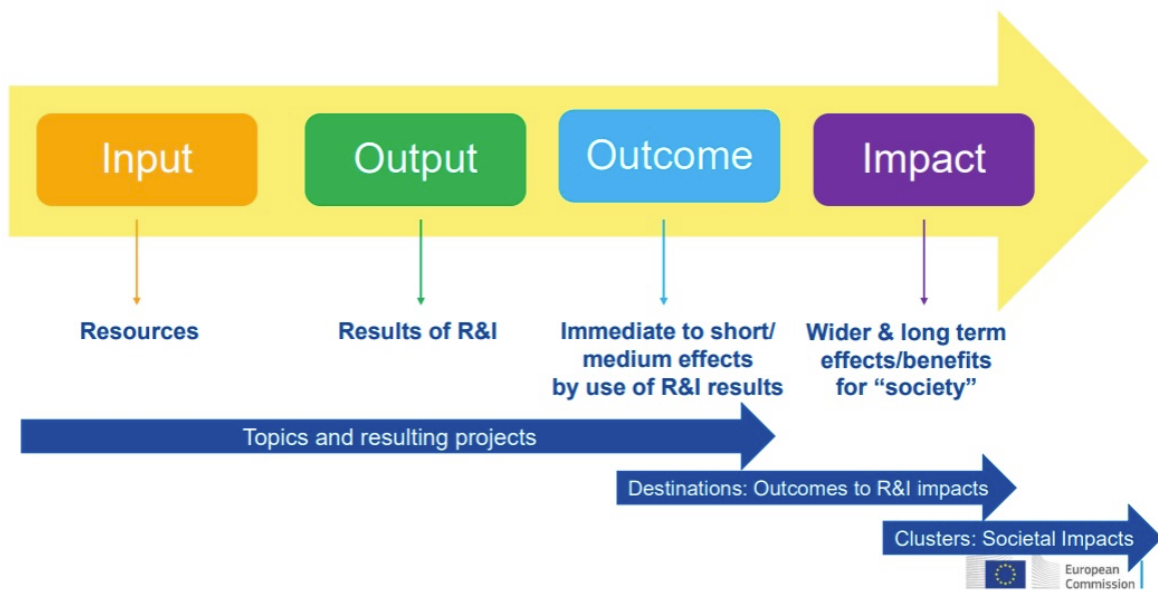 Input
Output
Outcome
Impact
Resources
Results of R&I
Immediate to short/
medium effects
by use of R&I results
Wider & long term
effects/benefits
for “society”
Topics and resulting projects
Destinations: Outcomes to R&I impacts
Clusters: Societal Impacts
European
Commission